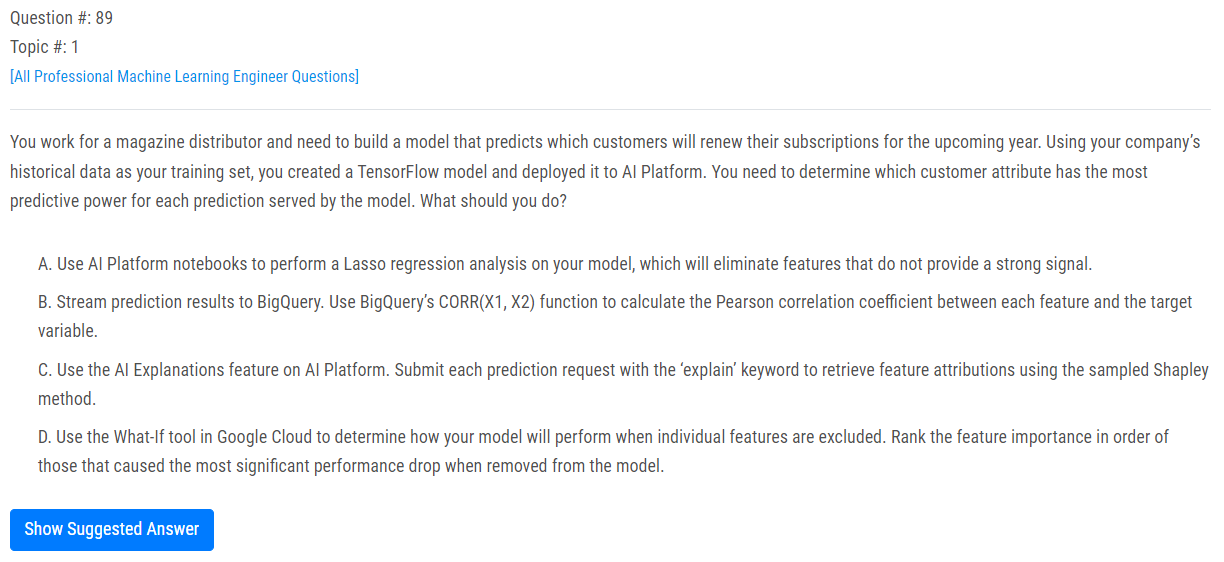 Question #: 89
Topic #: 1
[All Professional Machine Learning Engineer Questions]
You work for a magazine distributor and need to build a model that predicts which customers will renew their subscriptions for the upcoming year. Using your company’s
historical data as your training set, you created a TensorFlow model and deployed it to AI Platform. You need to determine which customer attribute has the most
predictive power for each prediction served by the model. What should you do?
A. Use AI Platform notebooks to perform a Lasso regression analysis on your model, which will eliminate features that do not provide a strong signal.
B. Stream prediction results to BigQuery. Use BigQuery’s CORR(X1, X2) function to calculate the Pearson correlation coefficient between each feature and the target
variable.
C. Use the AI Explanations feature on AI Platform. Submit each prediction request with the ‘explain’ keyword to retrieve feature attributions using the sampled Shapley
method.
D. Use the What-If tool in Google Cloud to determine how your model will perform when individual features are excluded. Rank the feature importance in order of
those that caused the most significant performance drop when removed from the model.
Show Suggested Answer